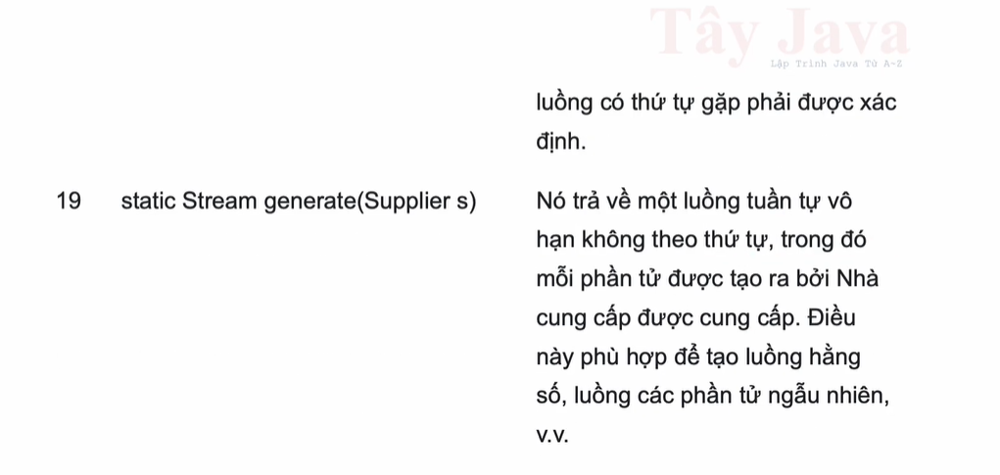 Tây Java
Lập Trình Java Từ A~Z
luồng có thứ tự gặp phải được xác
định.
19 static Stream generate(Supplier s) Nó trả về một luồng tuần tự vô
hạn không theo thứ tự, trong đó
mỗi phần tử được tạo ra bởi Nhà
cung cấp được cung cấp. Điều
này phù hợp để tạo luồng hằng
số, luồng các phần tử ngẫu nhiên,
v.v.